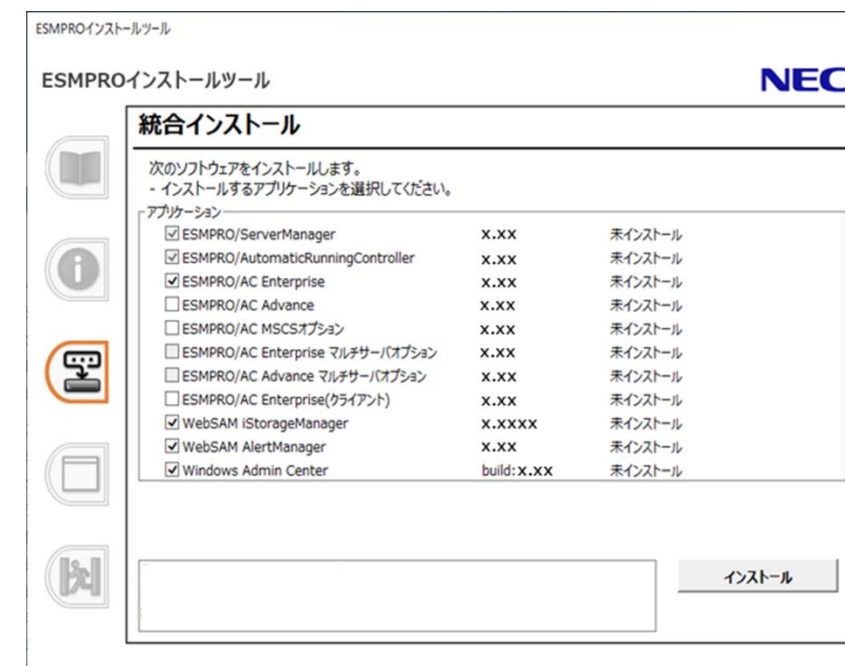 ESMPROインストールツール
ESMPROインストールツール
NEC
統合インストール
次のソフトウェアをインストールします。
- インストールするアプリケーションを選択してください。
アプリケーション
ESMPRO/ServerManager x.xx 未インストール
ESMPRO/AutomaticRunningController x.xx 未インストール
ESMPRO/AC Enterprise x.xx 未インストール
ESMPRO/AC Advance x.xx 未インストール
ESMPRO/AC MSCSオプション x.xx 未インストール
ESMPRO/AC Enterprise マルチサーバオプション x.xx 未インストール
ESMPRO/AC Advance マルチサーバオプション x.xx 未インストール
ESMPRO/AC Enterprise(クライアント) x.xx 未インストール
WebSAM iStorageManager x.xxxx 未インストール
WebSAM AlertManager x.xx 未インストール
Windows Admin Center build:x.xx 未インストール
インストール